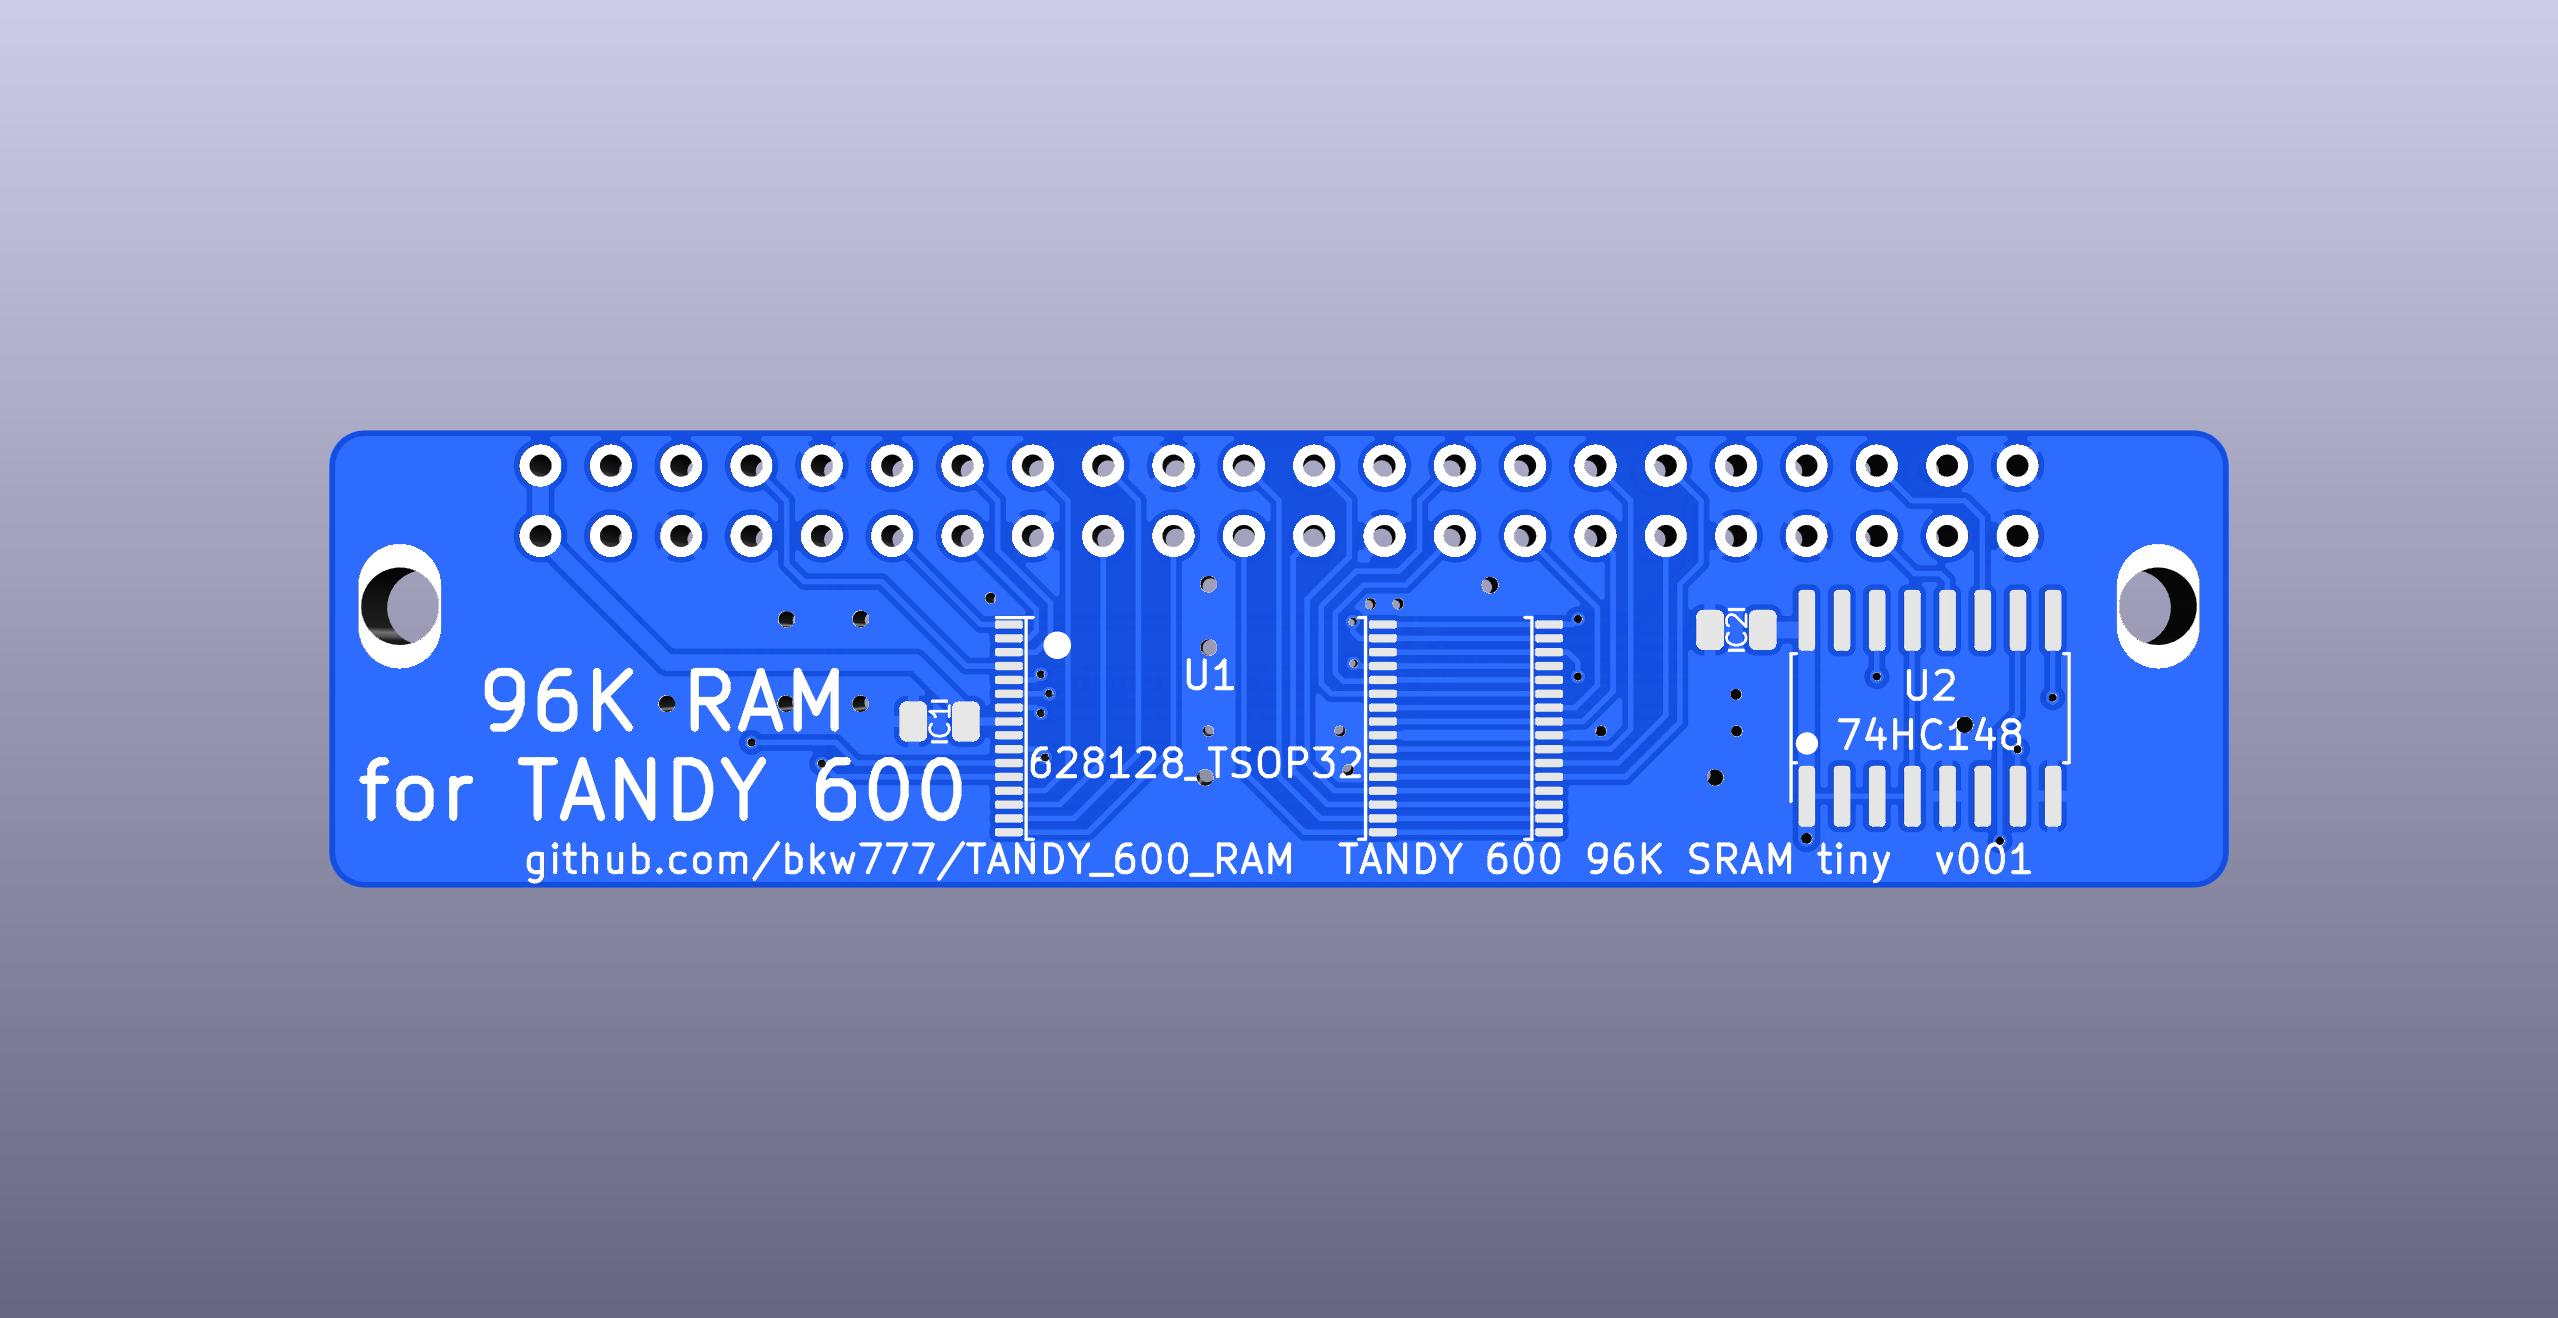 96K RAM
for TANDY 600
C1
U1
628128_TSOP32
C2
U2
74HC148
github.com/bkw777/TANDY_600_RAM TANDY 600 96K SRAM tiny v001